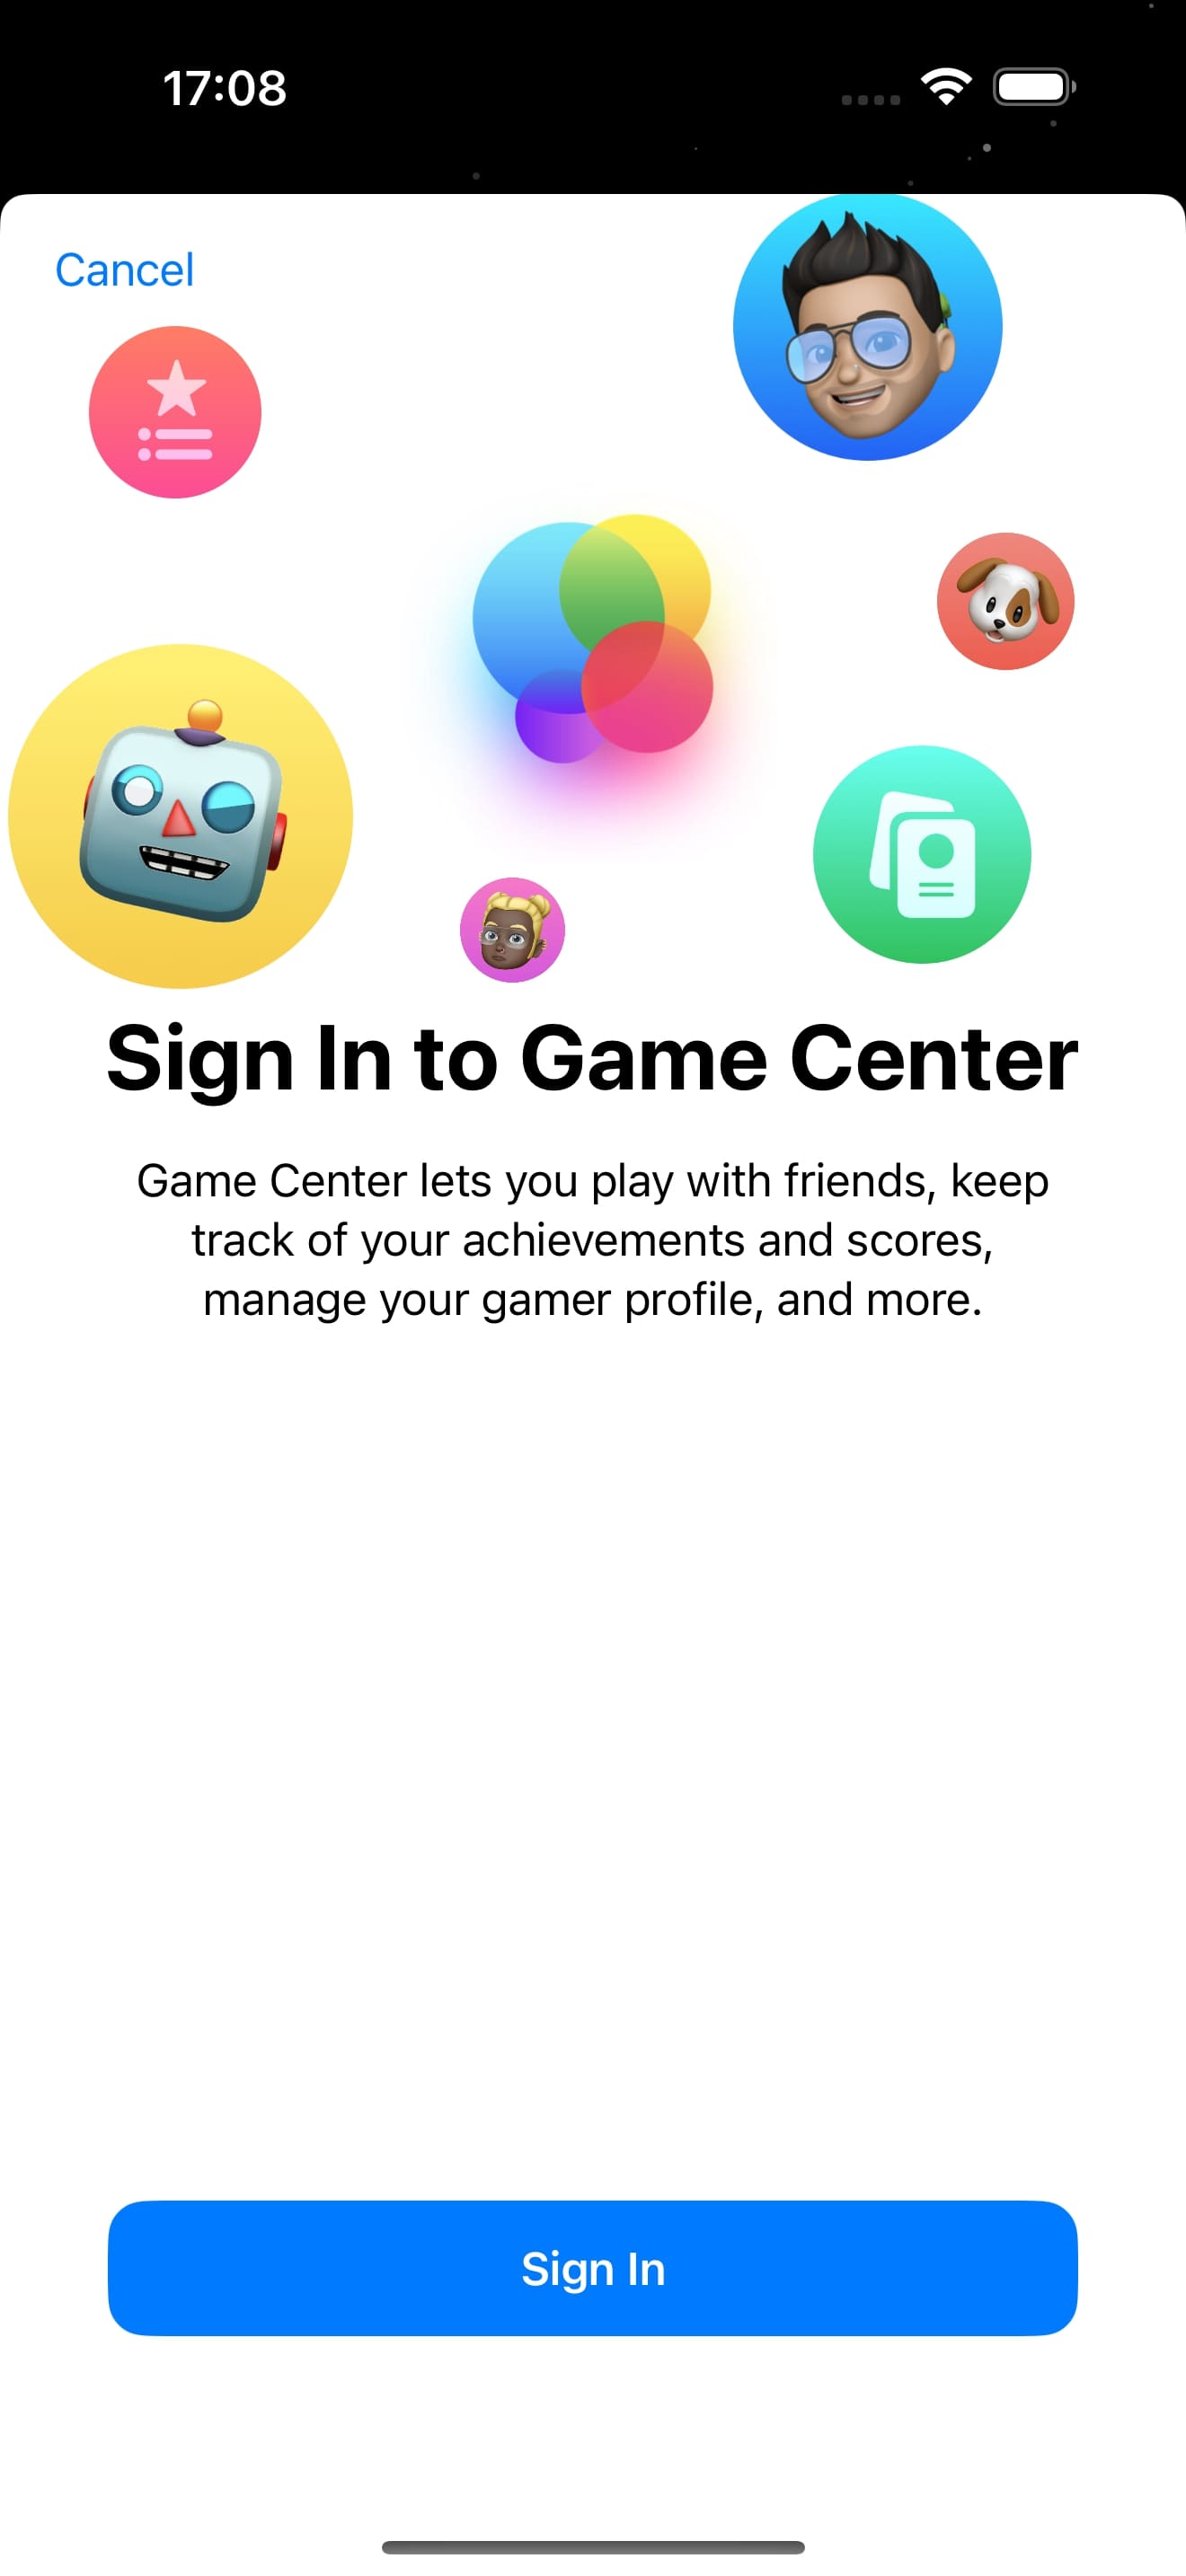 17:08
Cancel
Sign In to Game Center
Game Center lets you play with friends, keep
track of your achievements and scores,
manage your gamer profile, and more.
Sign In